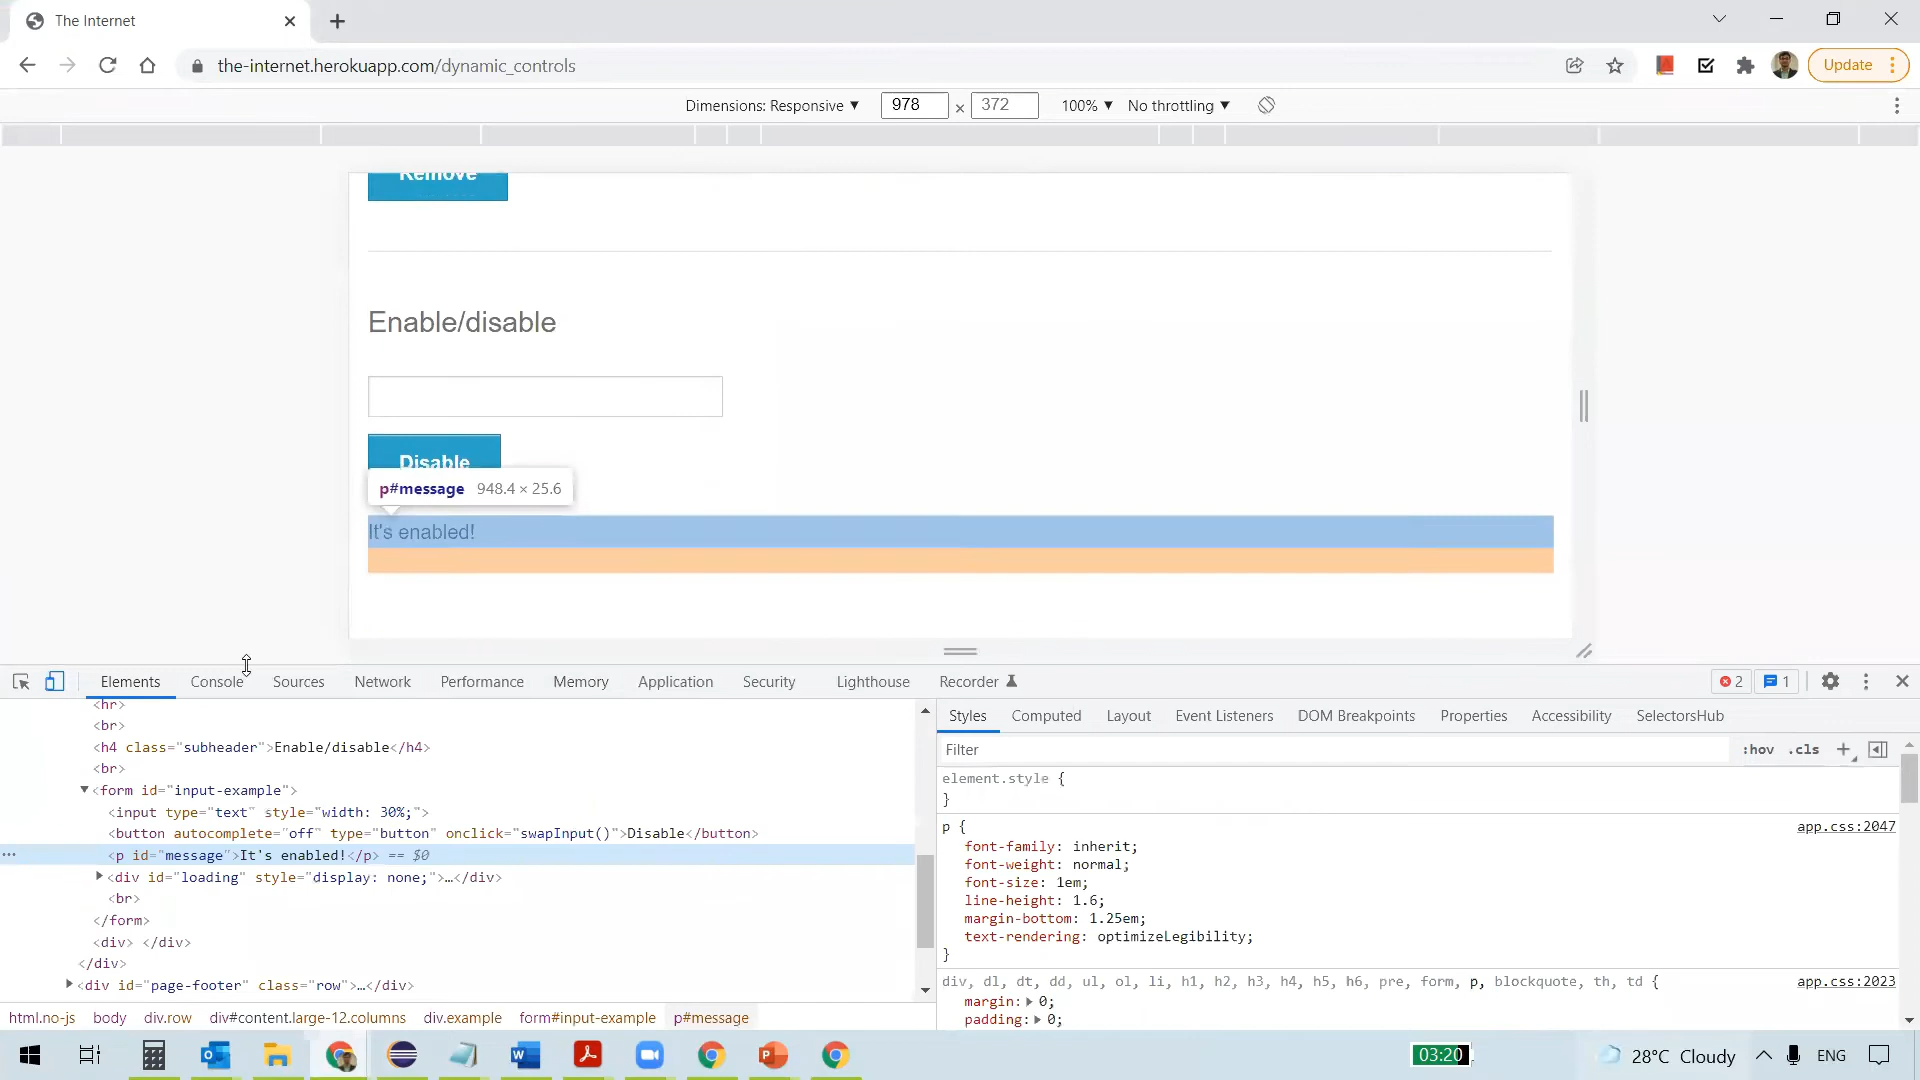 The Internet
the-internet.herokuapp.com/dynamic_controls
Update
Dimensions: Responsive ▼ 978 × 372 100% ▼ No throttling ▼
Remove
Enable/disable
Disable
p#message 948.4 × 25.6
It's enabled!
Elements Console Sources Network Performance Memory Application Security Lighthouse Recorder 2 1
<hr>
<br>
<h4 class="subheader">Enable/disable</h4>
<br>
▼<form id="input-example">
<input type="text" style="width: 30%;">
<button autocomplete="off" type="button" onclick="swapInput()">Disable</button>
<p id="message">It's enabled!</p> == $0
▶<div id="loading" style="display: none;">…</div>
<br>
</form>
<div> </div>
</div>
▶<div id="page-footer" class="row">…</div>
html.no-js body div.row div#content.large-12.columns div.example form#input-example p#message
Styles Computed Layout Event Listeners DOM Breakpoints Properties Accessibility SelectorsHub
Filter :hov .cls
element.style {
}
p { app.css:2047
font-family: inherit;
font-weight: normal;
font-size: 1em;
line-height: 1.6;
margin-bottom: 1.25em;
text-rendering: optimizeLegibility;
}
div, dl, dt, dd, ul, ol, li, h1, h2, h3, h4, h5, h6, pre, form, p, blockquote, th, td { app.css:2023
margin:▶ 0;
padding:▶ 0;
03:20 28°C Cloudy ENG